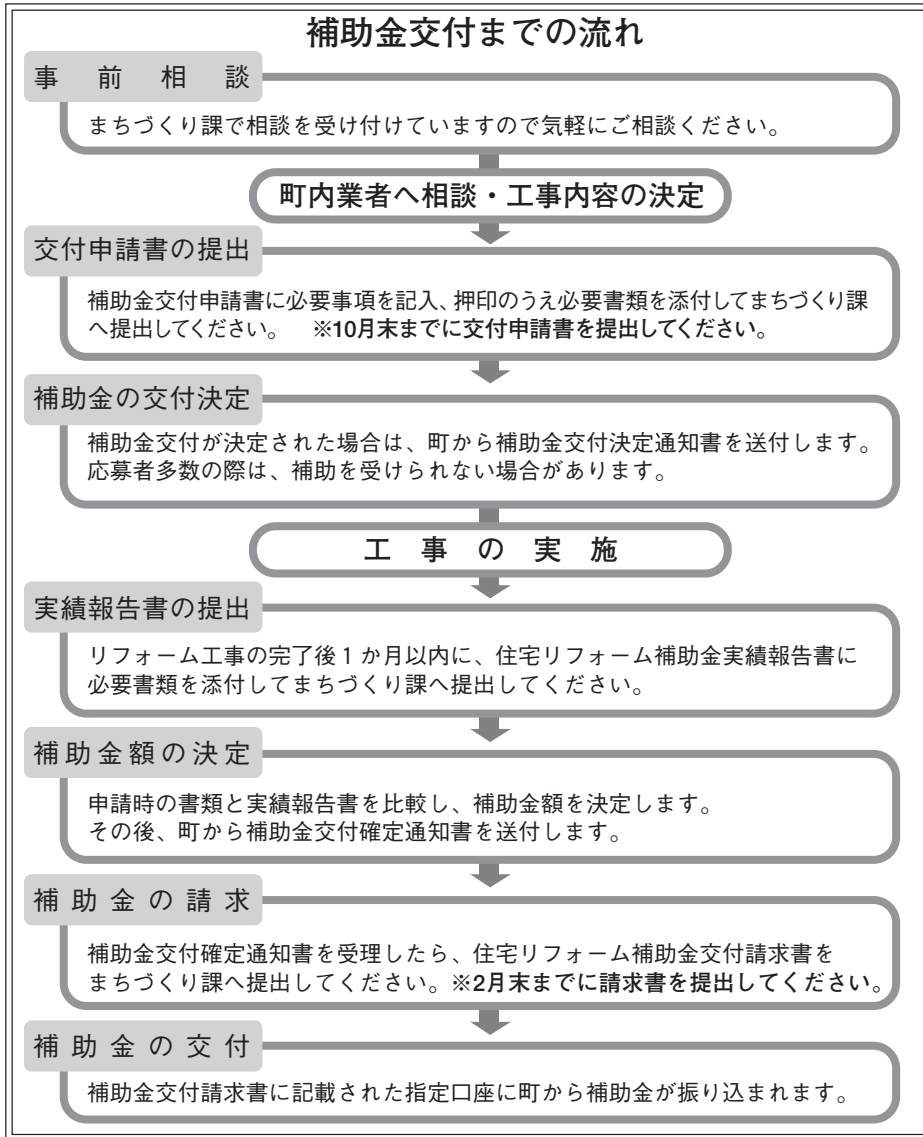 補助金交付までの流れ
事前相談
まちづくり課で相談を受け付けていますので気軽にご相談ください。
町内業者へ相談・工事内容の決定
交付申請書の提出
補助金交付申請書に必要事項を記入、押印のうえ必要書類を添付してまちづくり課
へ提出してください。　※10月末までに交付申請書を提出してください。
補助金の交付決定
補助金交付が決定された場合は、町から補助金交付決定通知書を送付します。
応募者多数の際は、補助を受けられない場合があります。
工事の実施
実績報告書の提出
リフォーム工事の完了後1か月以内に、住宅リフォーム補助金実績報告書に
必要書類を添付してまちづくり課へ提出してください。
補助金額の決定
申請時の書類と実績報告書を比較し、補助金額を決定します。
その後、町から補助金交付確定通知書を送付します。
補助金の請求
補助金交付確定通知書を受理したら、住宅リフォーム補助金交付請求書を
まちづくり課へ提出してください。※2月末までに請求書を提出してください。
補助金の交付
補助金交付請求書に記載された指定口座に町から補助金が振り込まれます。